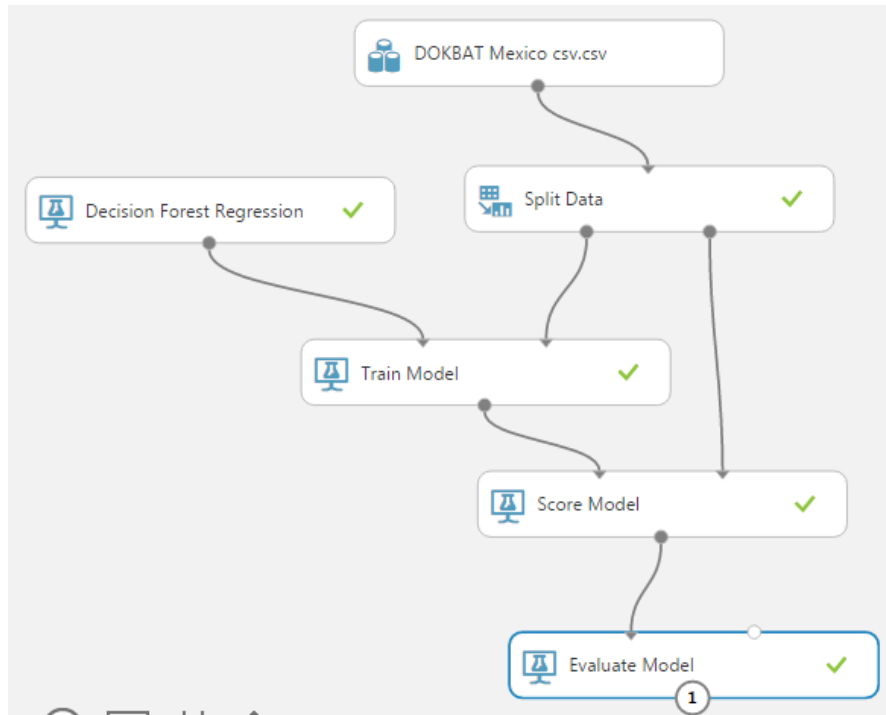 DOKBAT Mexico csv.csv
Decision Forest Regression
Split Data
Train Model
Score Model
Evaluate Model
1